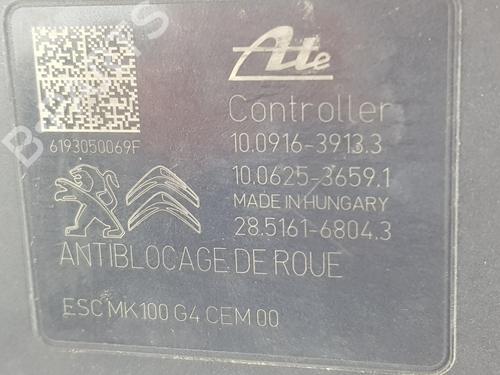 Ate
Controller
6193050069F
10.0916-3913.3
10.0625-3659.1
MADE IN HUNGARY
28.5161-6804.3
ANTIBLOCAGE DE ROUE
ESC MK100 G4 CEM 00